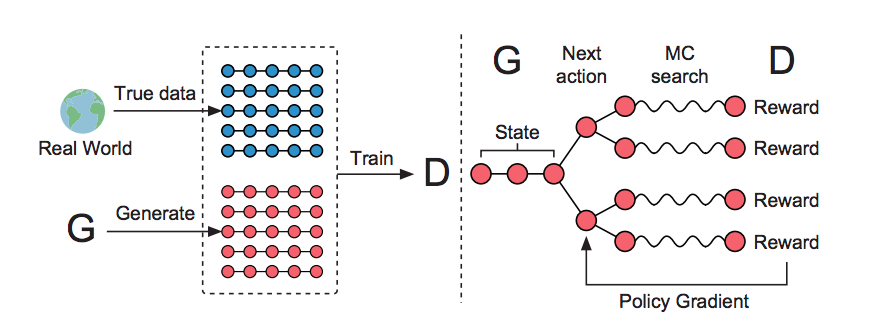 True data
Real World
G
Generate
Train
D
G
Next
action
MC
search
D
State
Reward
Reward
Reward
Reward
Policy Gradient